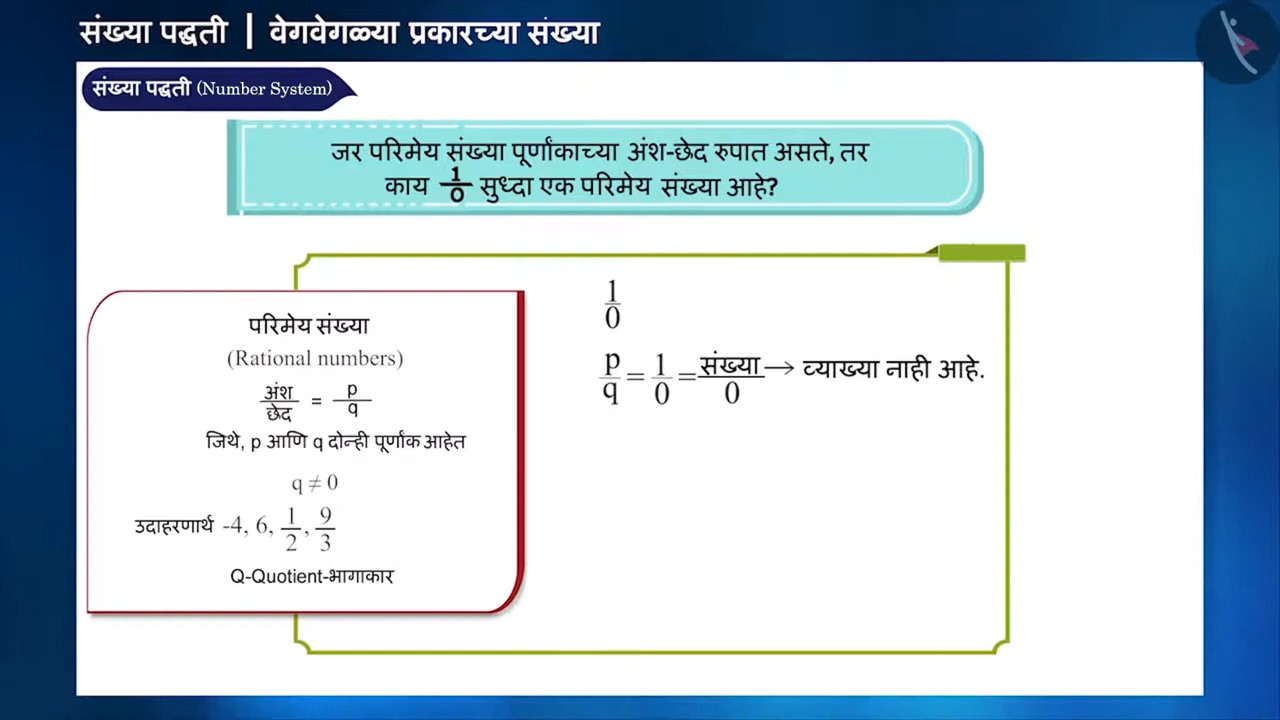 संख्या पद्धती | वेगवेगळ्या प्रकारच्या संख्या
संख्या पद्धती (Number System)
जर परिमेय संख्या पूर्णांकाच्या अंश-छेद रुपात असते, तर
काय 1/0 सुध्दा एक परिमेय संख्या आहे?
परिमेय संख्या
(Rational numbers)
अंश/छेद = p/q
जिथे, p आणि q दोन्ही पूर्णांक आहेत
q ≠ 0
उदाहरणार्थ -4, 6, 1/2, 9/3
Q-Quotient-भागाकार
1/0
p/q = 1/0 = संख्या/0 → व्याख्या नाही आहे.